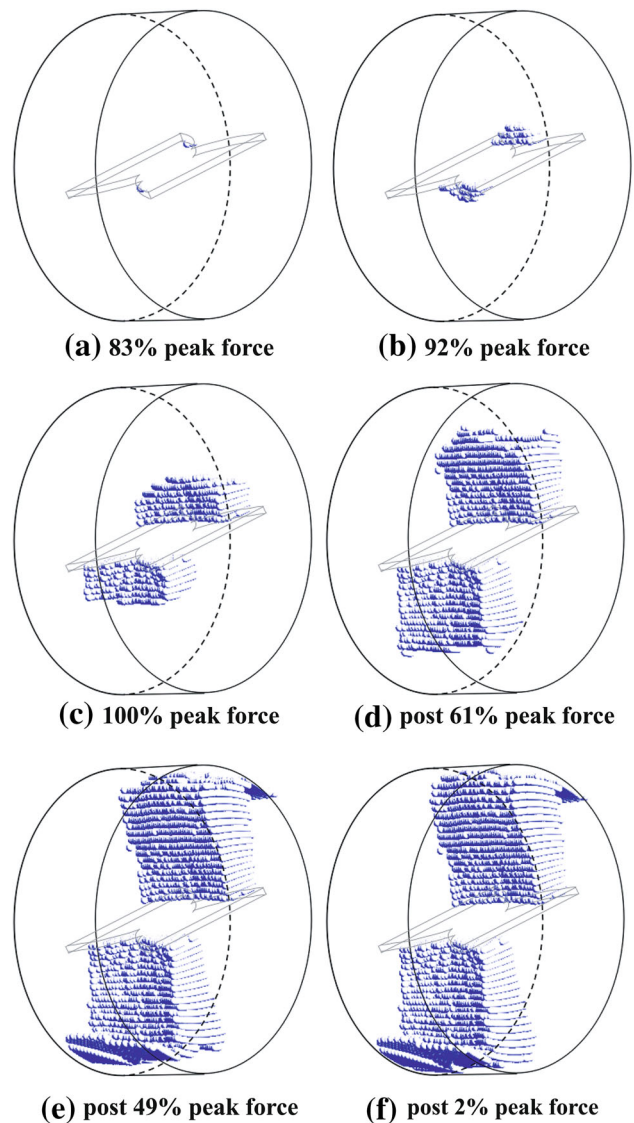 (a) 83% peak force
(b) 92% peak force
(c) 100% peak force
(d) post 61% peak force
(e) post 49% peak force
(f) post 2% peak force